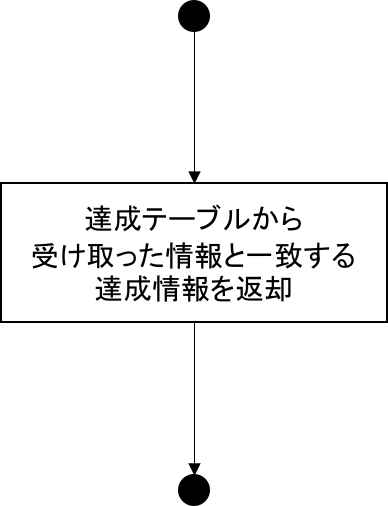 達成テーブルから
受け取った情報と一致する
達成情報を返却